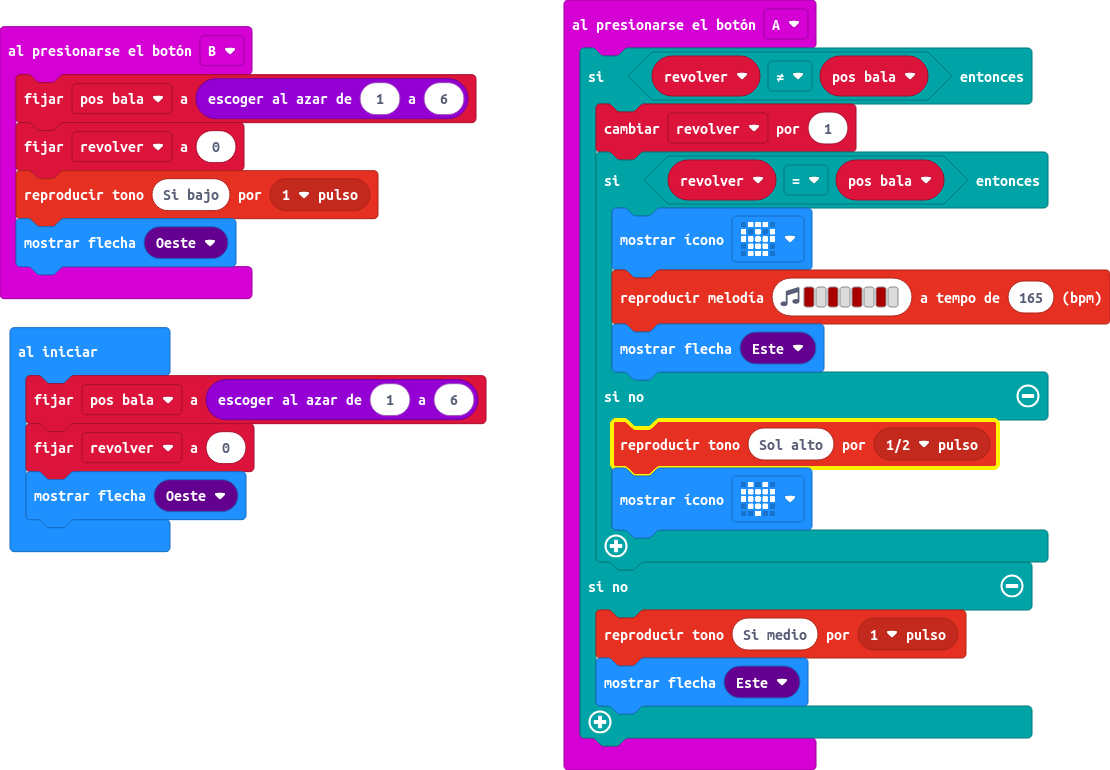 al presionarse el botón B
fijar pos bala a escoger al azar de 1 a 6
fijar revolver a 0
reproducir tono Si bajo por 1 pulso
mostrar flecha Oeste
al iniciar
fijar pos bala a escoger al azar de 1 a 6
fijar revolver a 0
mostrar flecha Oeste
al presionarse el botón A
si revolver ≠ pos bala entonces
cambiar revolver por 1
si revolver = pos bala entonces
mostrar ícono
reproducir melodía a tempo de 165 (bpm)
mostrar flecha Este
si no
reproducir tono Sol alto por 1/2 pulso
mostrar ícono
si no
reproducir tono Si medio por 1 pulso
mostrar flecha Este